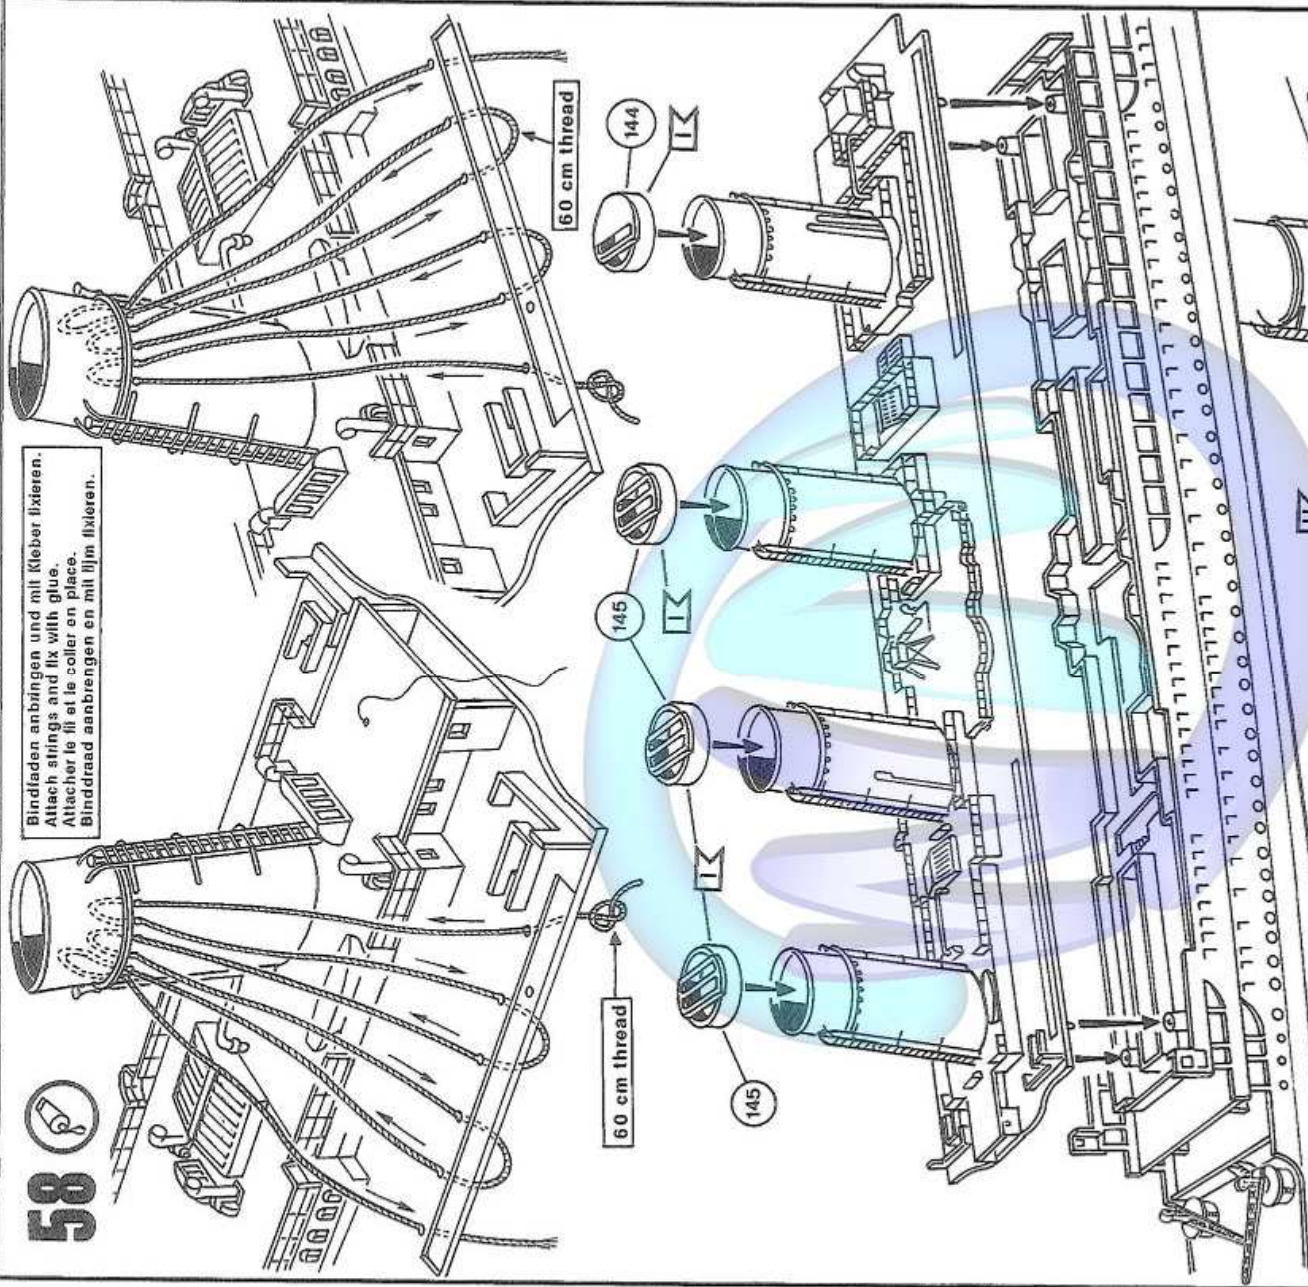 58
Bindfaden anbringen und mit Kleber fixieren.
Attach strings and fix with glue.
Attacher le fil et le coller en place.
Binddraad aanbrengen en mit lijm fixieren.
60 cm thread
60 cm thread
144
I
145
I
I
145